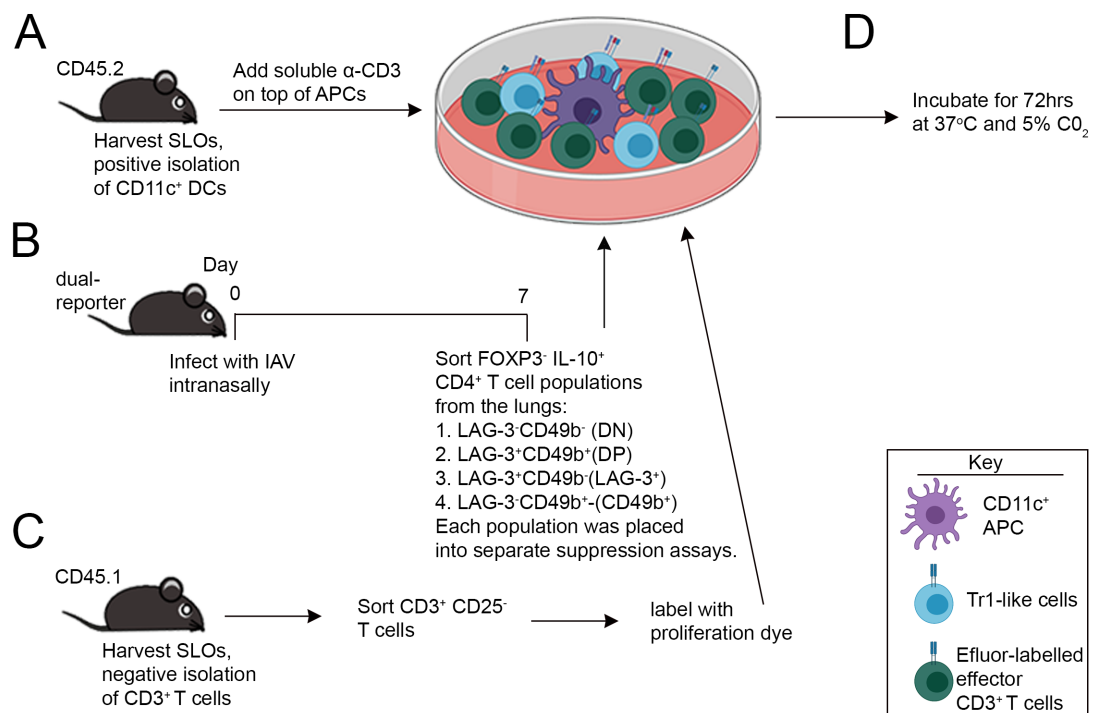 A
CD45.2
Harvest SLOs,
positive isolation
of CD11c⁺ DCs
Add soluble α-CD3
on top of APCs
D
Incubate for 72hrs
at 37°C and 5% C0₂
B
dual-
reporter
Day
0
7
Infect with IAV
intranasally
Sort FOXP3⁻ IL-10⁺
CD4⁺ T cell populations
from the lungs:
1. LAG-3⁻CD49b⁻ (DN)
2. LAG-3⁺CD49b⁺(DP)
3. LAG-3⁺CD49b⁻(LAG-3⁺)
4. LAG-3⁻CD49b⁺-(CD49b⁺)
Each population was placed
into separate suppression assays.
C
CD45.1
Harvest SLOs,
negative isolation
of CD3⁺ T cells
Sort CD3⁺ CD25⁻
T cells
label with
proliferation dye
Key
CD11c⁺
APC
Tr1-like cells
Efluor-labelled
effector
CD3⁺ T cells